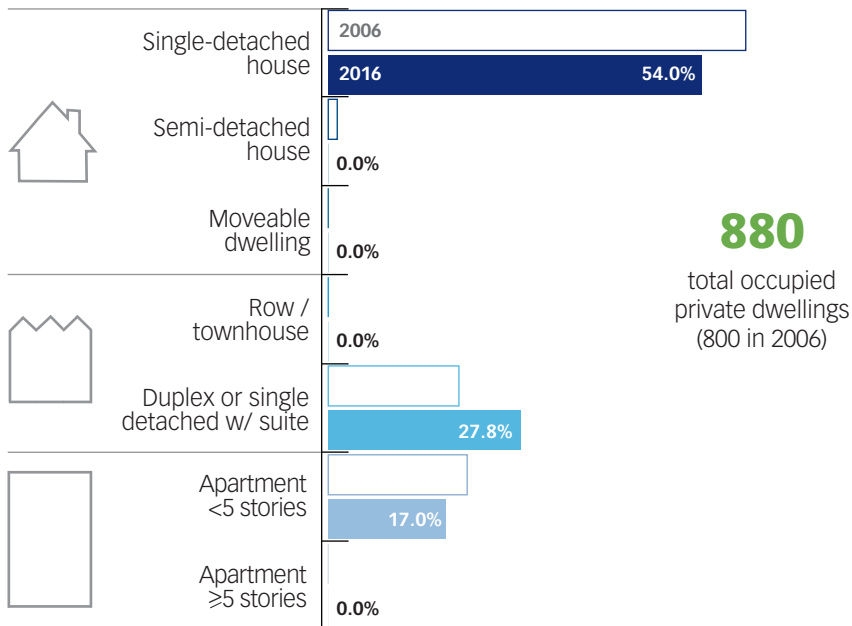 Single-detached
house
2006
2016 54.0%
Semi-detached
house
0.0%
Moveable
dwelling
0.0%
Row /
townhouse
0.0%
Duplex or single
detached w/ suite
27.8%
Apartment
<5 stories
17.0%
Apartment
≥5 stories
0.0%
880
total occupied
private dwellings
(800 in 2006)